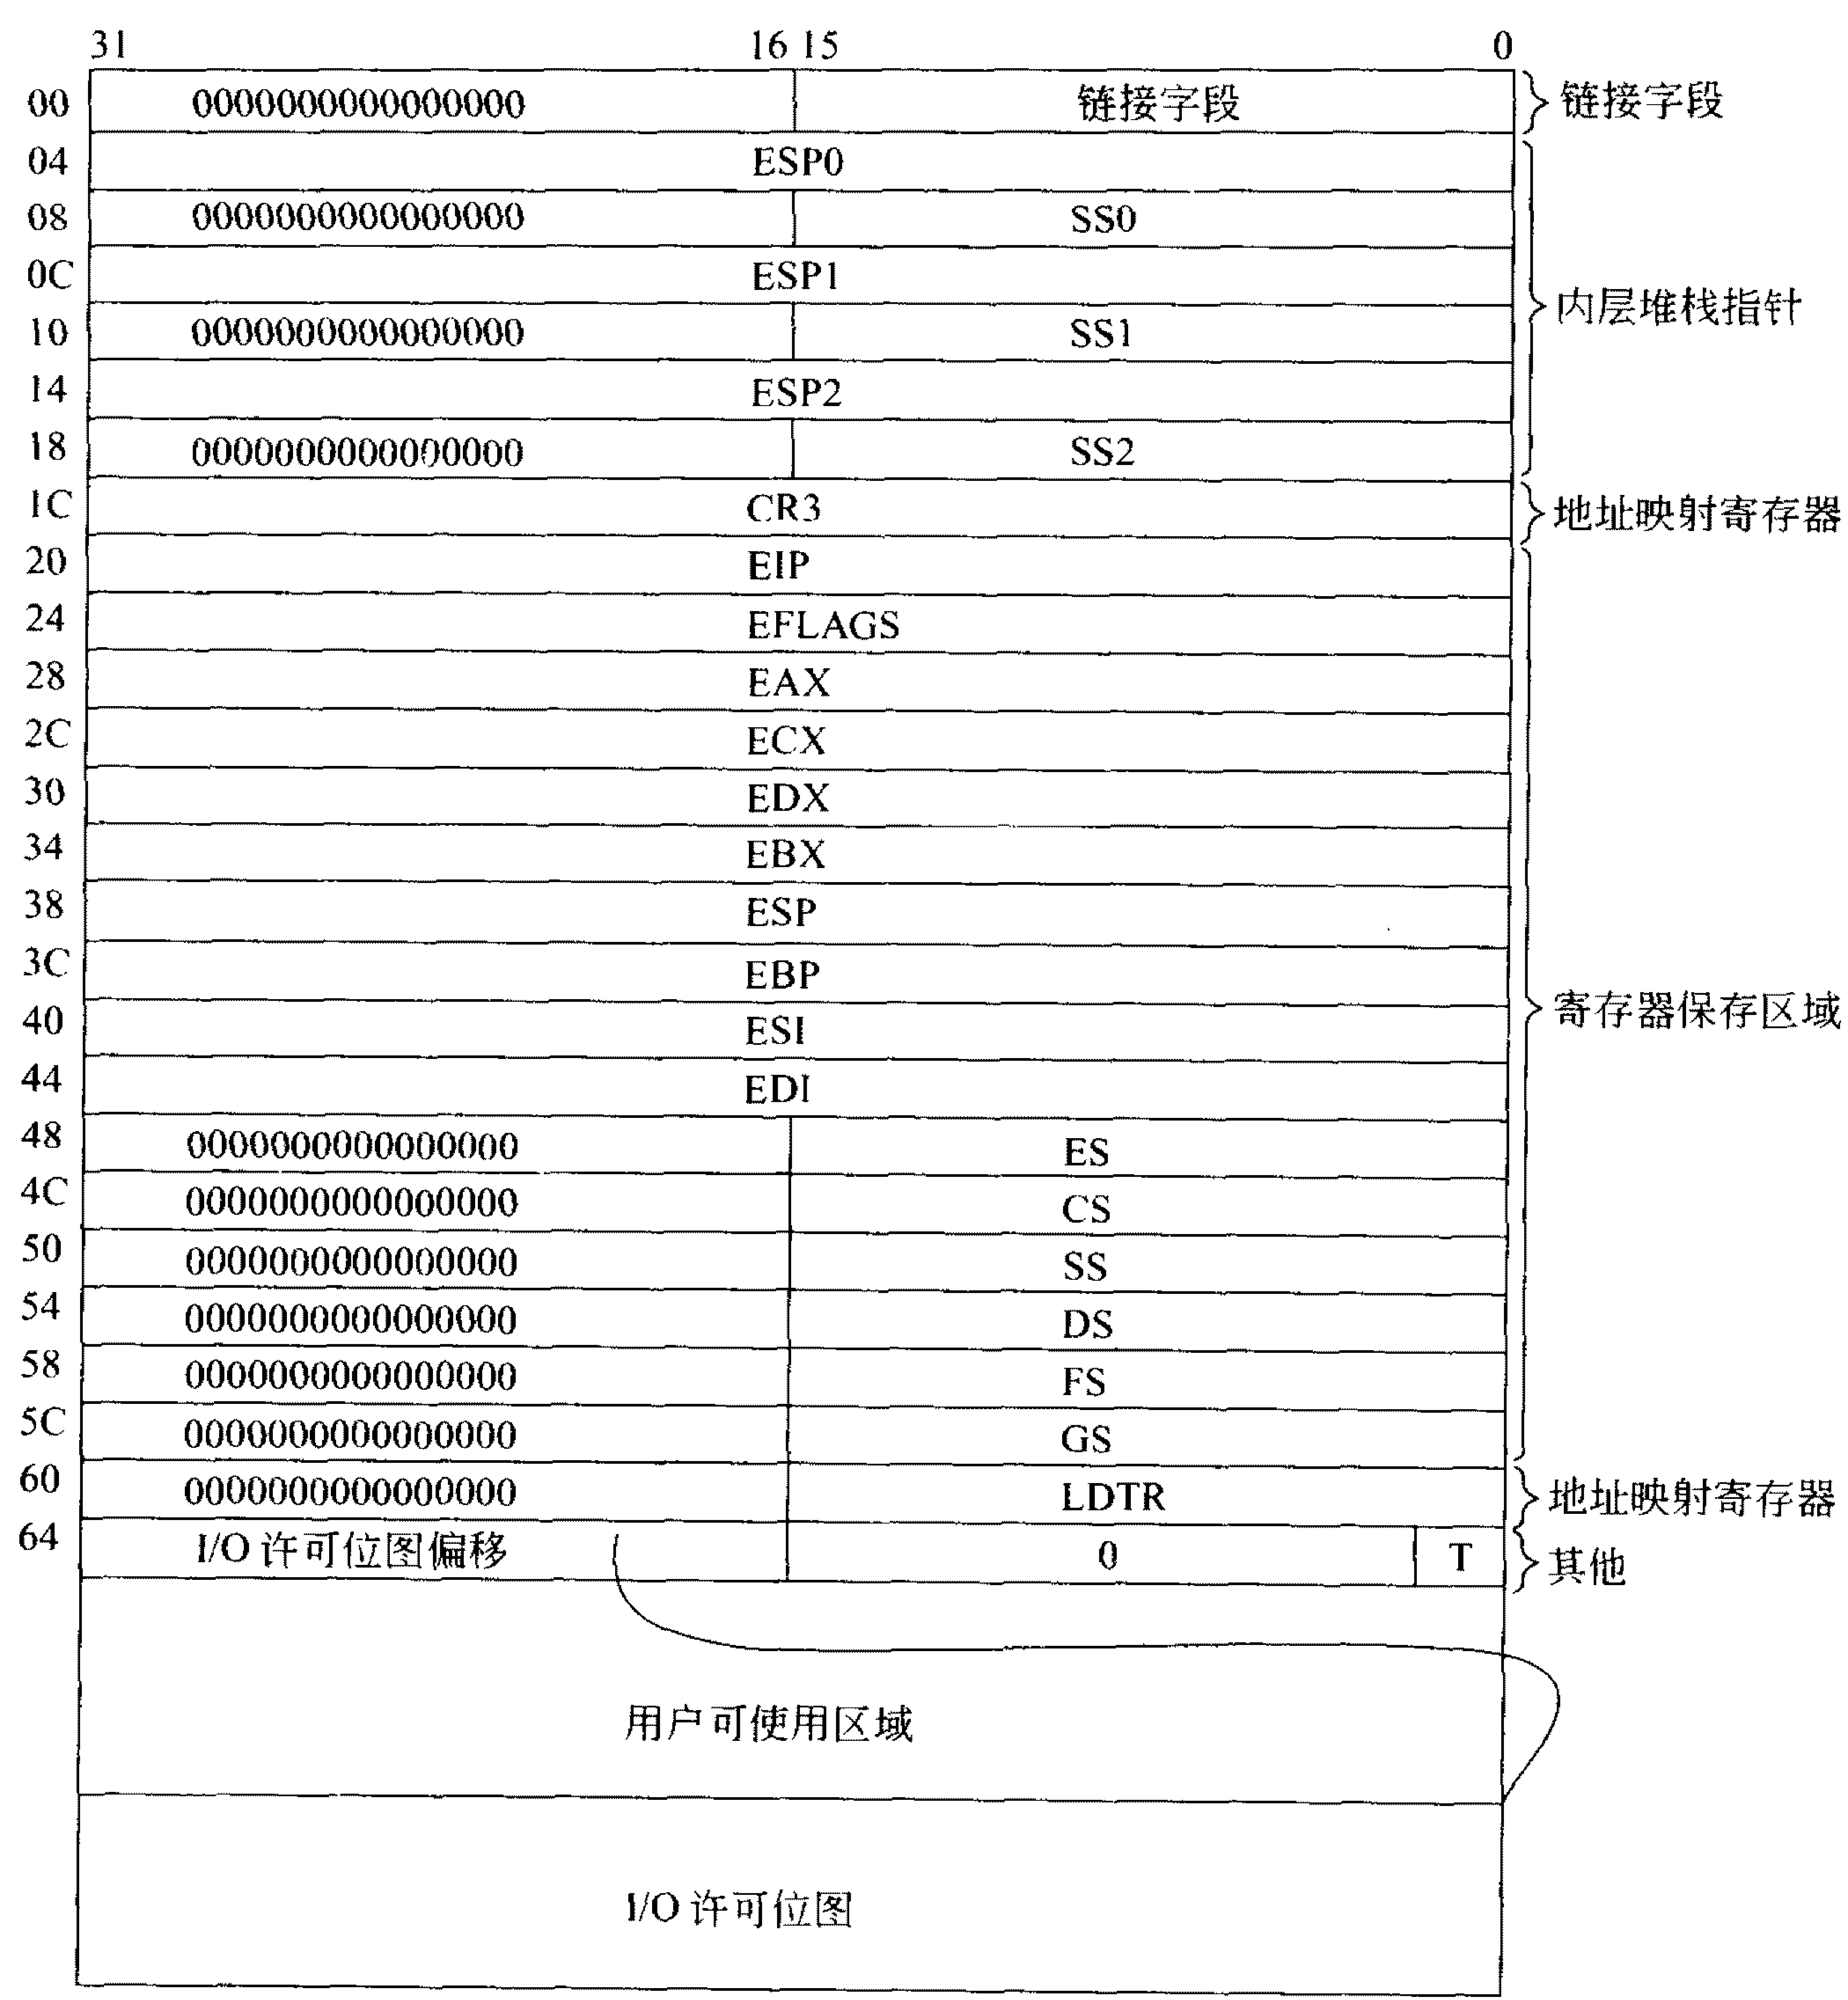 31 16 15 0
00 0000000000000000 链接字段 链接字段
04 ESP0
08 0000000000000000 SS0
0C ESP1
内层堆栈指针
10 0000000000000000 SS1
14 ESP2
18 0000000000000000 SS2
1C CR3 地址映射寄存器
20 EIP
24 EFLAGS
28 EAX
2C ECX
30 EDX
34 EBX
38 ESP
3C EBP
寄存器保存区域
40 ESI
44 EDI
48 0000000000000000 ES
4C 0000000000000000 CS
50 0000000000000000 SS
54 0000000000000000 DS
58 0000000000000000 FS
5C 0000000000000000 GS
60 0000000000000000 LDTR 地址映射寄存器
64 I/O 许可位图偏移 0 T 其他
用户可使用区域
I/O 许可位图